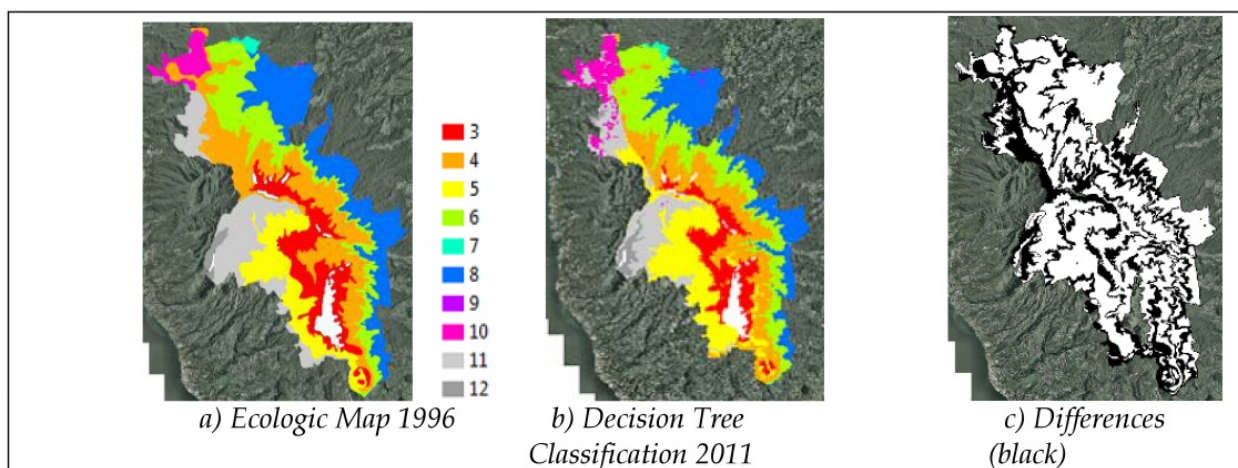 3
4
5
6
7
8
9
10
11
12
a) Ecologic Map 1996
b) Decision Tree
Classification 2011
c) Differences
(black)